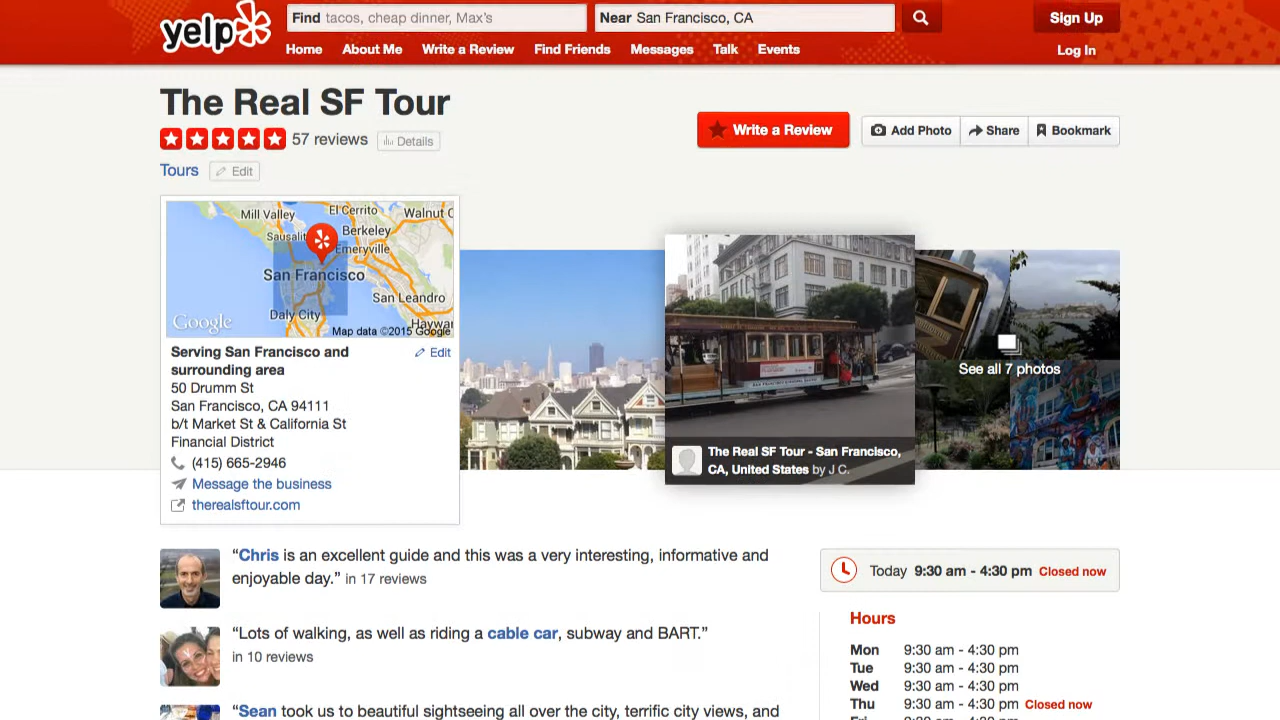 yelp
Find tacos, cheap dinner, Max's
Near San Francisco, CA
Sign Up
Home About Me Write a Review Find Friends Messages Talk Events
Log In
The Real SF Tour
57 reviews Details
Write a Review
Add Photo Share Bookmark
Tours Edit
Mill Valley
El Cerrito
Walnut C
Sausalit
Berkeley
Emeryville
San Francisco
San Leandro
Daly City
Haywar
Google
Map data ©2015 Google
Serving San Francisco and
surrounding area
Edit
50 Drumm St
San Francisco, CA 94111
b/t Market St & California St
Financial District
(415) 665-2946
Message the business
therealsftour.com
The Real SF Tour - San Francisco,
CA, United States by J C.
See all 7 photos
“Chris is an excellent guide and this was a very interesting, informative and
enjoyable day.” in 17 reviews
“Lots of walking, as well as riding a cable car, subway and BART.”
in 10 reviews
“Sean took us to beautiful sightseeing all over the city, terrific city views, and
Today 9:30 am - 4:30 pm Closed now
Hours
Mon 9:30 am - 4:30 pm
Tue 9:30 am - 4:30 pm
Wed 9:30 am - 4:30 pm
Thu 9:30 am - 4:30 pm Closed now